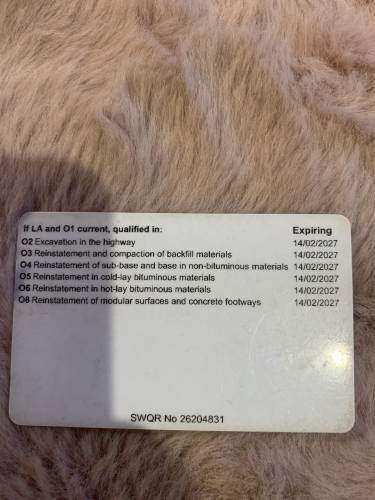 If LA and O1 current, qualified in: Expiring
O2 Excavation in the highway 14/02/2027
O3 Reinstatement and compaction of backfill materials 14/02/2027
O4 Reinstatement of sub-base and base in non-bituminous materials 14/02/2027
O5 Reinstatement in cold-lay bituminous materials 14/02/2027
O6 Reinstatement in hot-lay bituminous materials 14/02/2027
O8 Reinstatement of modular surfaces and concrete footways 14/02/2027
SWQR No 26204831